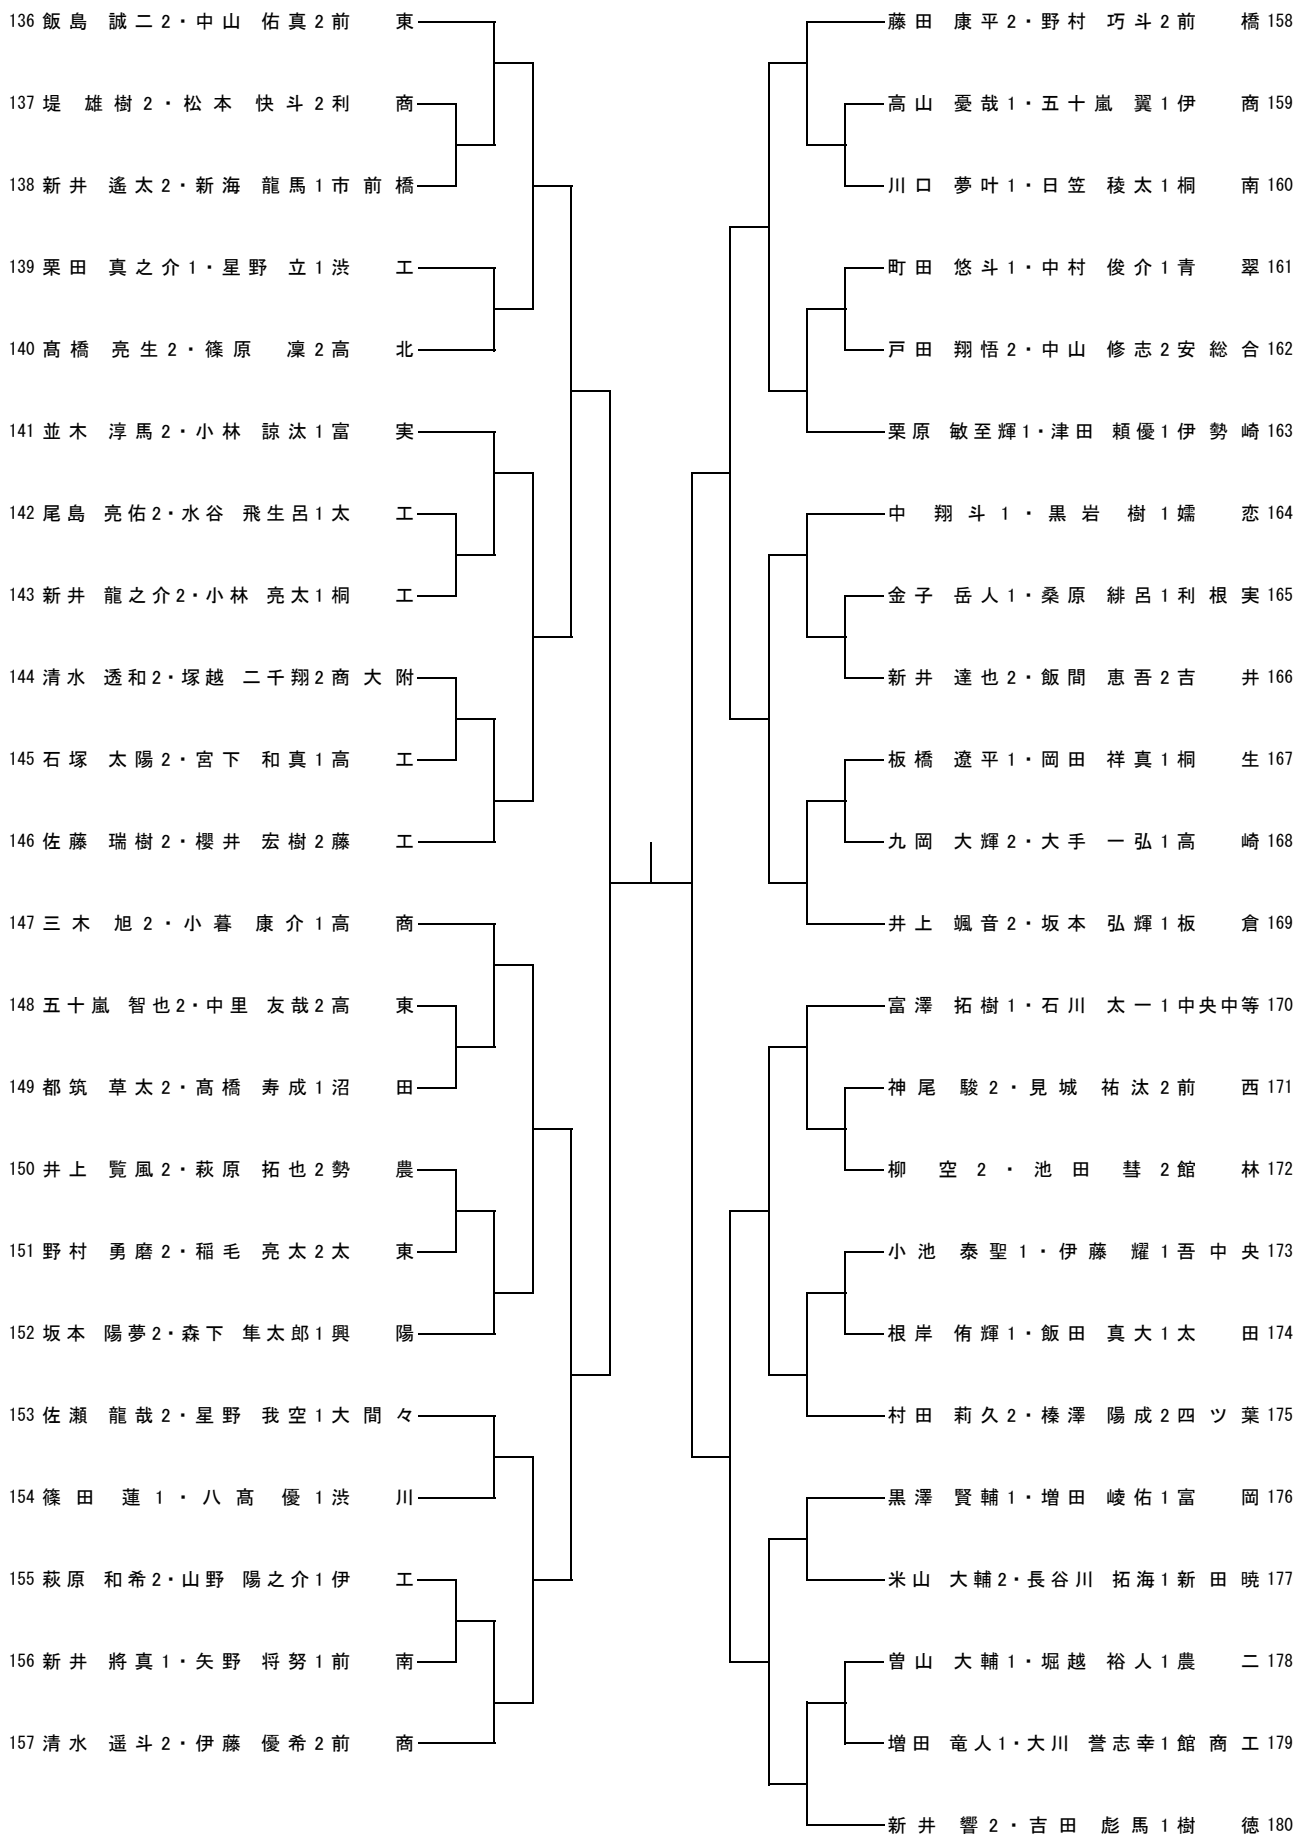 136 飯島 誠二2・中山 佑真2 前東
137 堤 雄樹2・松本 快斗2 利商
138 新井 遙太2・新海 龍馬1 市前橋
139 栗田 真之介1・星野 立1 渋工
140 髙橋 亮生2・篠原 凜2 高北
141 並木 淳馬2・小林 諒汰1 富実
142 尾島 亮佑2・水谷 飛生呂1 太工
143 新井 龍之介2・小林 亮太1 桐工
144 清水 透和2・塚越 二千翔2 商大附
145 石塚 太陽2・宮下 和真1 高工
146 佐藤 瑞樹2・櫻井 宏樹2 藤工
147 三木 旭2・小暮 康介1 高商
148 五十嵐 智也2・中里 友哉2 高東
149 都筑 草太2・髙橋 寿成1 沼田
150 井上 覧風2・萩原 拓也2 勢農
151 野村 勇磨2・稲毛 亮太2 太東
152 坂本 陽夢2・森下 隼太郎1 興陽
153 佐瀬 龍哉2・星野 我空1 大間々
154 篠田 蓮1・八髙 優1 渋川
155 萩原 和希2・山野 陽之介1 伊工
156 新井 將真1・矢野 将努1 前南
157 清水 遥斗2・伊藤 優希2 前商
藤田 康平2・野村 巧斗2 前橋 158
高山 憂哉1・五十嵐 翼1 伊商 159
川口 夢叶1・日笠 稜太1 桐南 160
町田 悠斗1・中村 俊介1 青翠 161
戸田 翔悟2・中山 修志2 安総合 162
栗原 敏至輝1・津田 頼優1 伊勢崎 163
中 翔斗1・黒岩 樹1 嬬恋 164
金子 岳人1・桑原 緋呂1 利根実 165
新井 達也2・飯間 恵吾2 吉井 166
板橋 遼平1・岡田 祥真1 桐生 167
九岡 大輝2・大手 一弘1 高崎 168
井上 颯音2・坂本 弘輝1 板倉 169
富澤 拓樹1・石川 太一1 中央中等 170
神尾 駿2・見城 祐汰2 前西 171
柳 空2・池田 彗2 館林 172
小池 泰聖1・伊藤 耀1 吾中央 173
根岸 侑輝1・飯田 真大1 太田 174
村田 莉久2・榛澤 陽成2 四ツ葉 175
黒澤 賢輔1・増田 崚佑1 富岡 176
米山 大輔2・長谷川 拓海1 新田暁 177
曽山 大輔1・堀越 裕人1 農二 178
増田 竜人1・大川 誉志幸1 館商工 179
新井 響2・吉田 彪馬1 樹徳 180